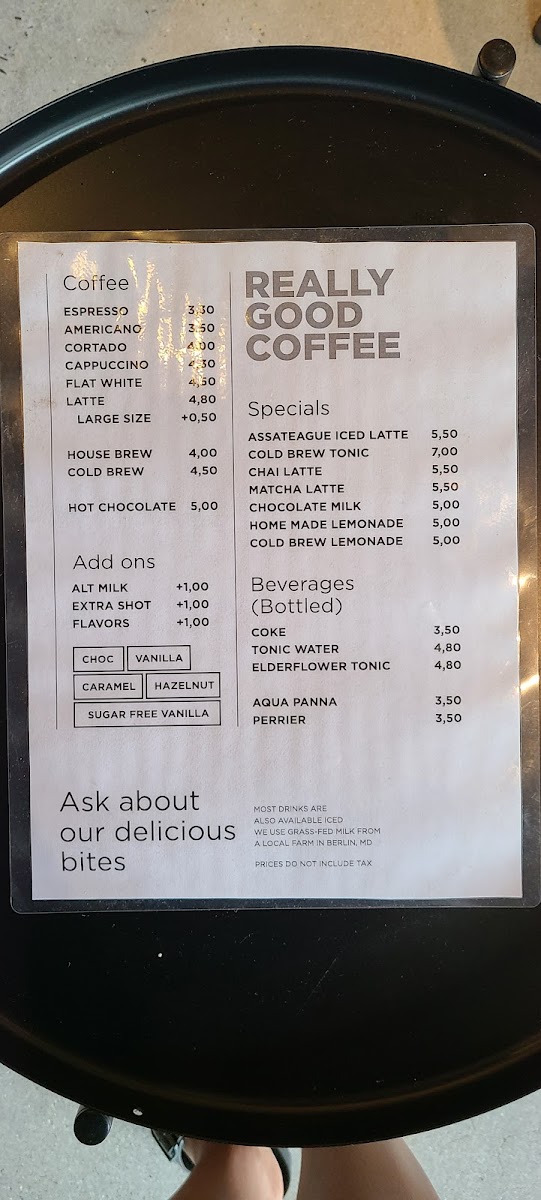 Coffee
ESPRESSO 3,30
AMERICANO 3,50
CORTADO 4,00
CAPPUCCINO 4,30
FLAT WHITE 4,50
LATTE 4,80
LARGE SIZE +0,50
HOUSE BREW 4,00
COLD BREW 4,50
HOT CHOCOLATE 5,00
Add ons
ALT MILK +1,00
EXTRA SHOT +1,00
FLAVORS +1,00
CHOC VANILLA
CARAMEL HAZELNUT
SUGAR FREE VANILLA
Ask about
our delicious
bites
REALLY
GOOD
COFFEE
Specials
ASSATEAGUE ICED LATTE 5,50
COLD BREW TONIC 7,00
CHAI LATTE 5,50
MATCHA LATTE 5,50
CHOCOLATE MILK 5,00
HOME MADE LEMONADE 5,00
COLD BREW LEMONADE 5,00
Beverages
(Bottled)
COKE 3,50
TONIC WATER 4,80
ELDERFLOWER TONIC 4,80
AQUA PANNA 3,50
PERRIER 3,50
MOST DRINKS ARE
ALSO AVAILABLE ICED
WE USE GRASS-FED MILK FROM
A LOCAL FARM IN BERLIN, MD
PRICES DO NOT INCLUDE TAX